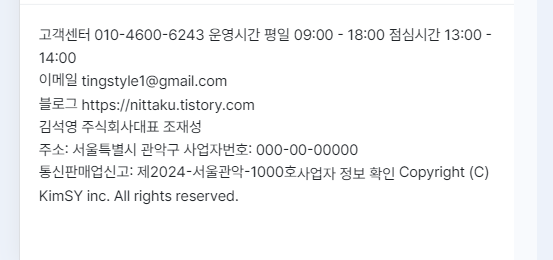 고객센터 010-4600-6243 운영시간 평일 09:00 - 18:00 점심시간 13:00 -
14:00
이메일 tingstyle1@gmail.com
블로그 https://nittaku.tistory.com
김석영 주식회사대표 조재성
주소: 서울특별시 관악구 사업자번호: 000-00-00000
통신판매업신고: 제2024-서울관악-1000호사업자 정보 확인 Copyright (C)
KimSY inc. All rights reserved.